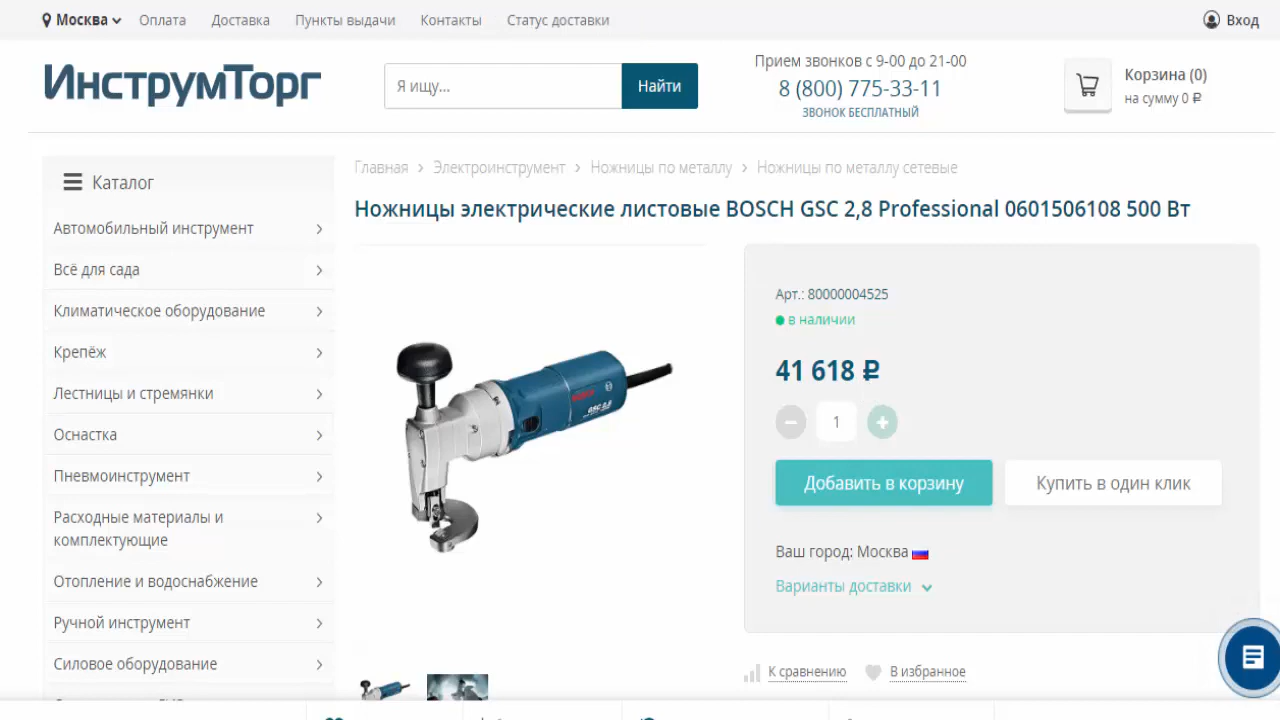 Москва
Оплата
Доставка
Пункты выдачи
Контакты
Статус доставки
Вход
ИнструмТорг
Я ищу...
Найти
Прием звонков с 9-00 до 21-00
8 (800) 775-33-11
ЗВОНОК БЕСПЛАТНЫЙ
Корзина (0)
на сумму 0 ₽
Каталог
Автомобильный инструмент
Всё для сада
Климатическое оборудование
Крепёж
Лестницы и стремянки
Оснастка
Пневмоинструмент
Расходные материалы и
комплектующие
Отопление и водоснабжение
Ручной инструмент
Силовое оборудование
Главная › Электроинструмент › Ножницы по металлу › Ножницы по металлу сетевые
Ножницы электрические листовые BOSCH GSC 2,8 Professional 0601506108 500 Вт
BOSCH
GSC 2,8
Арт.: 80000004525
в наличии
41 618 ₽
1
Добавить в корзину
Купить в один клик
Ваш город: Москва
Варианты доставки
К сравнению
В избранное